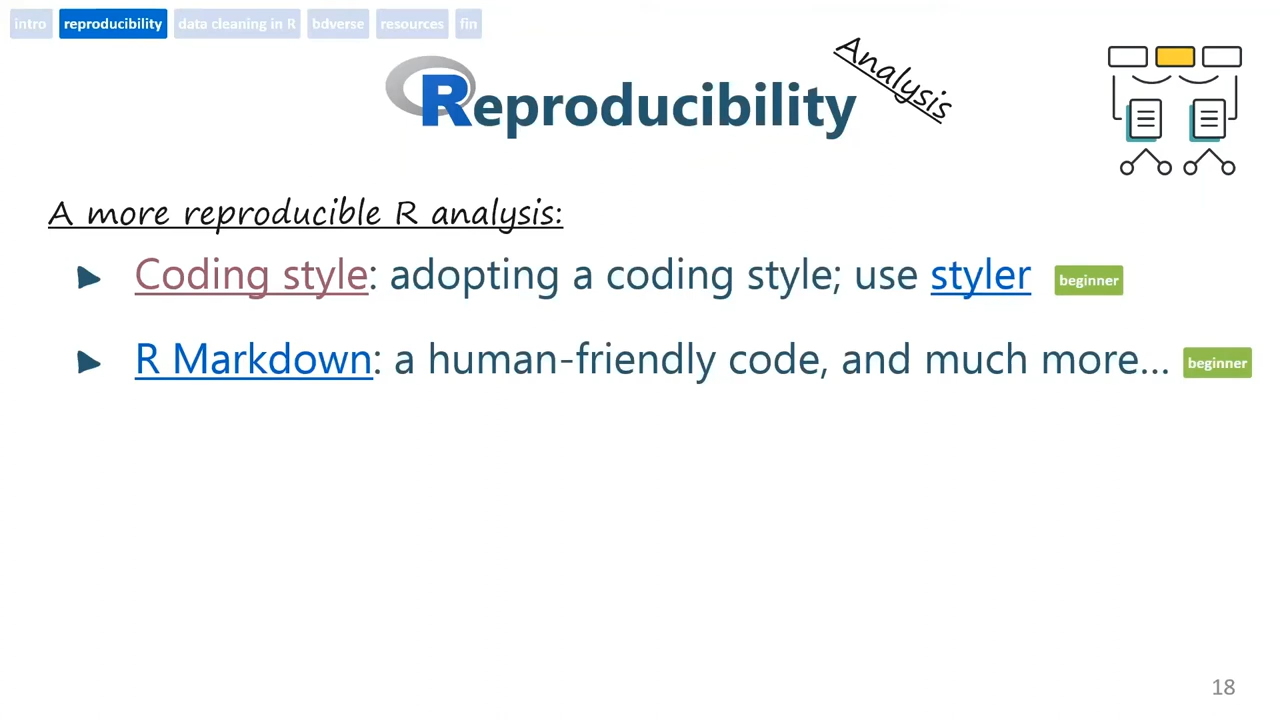 intro reproducibility data cleaning in R bdverse resources fin
Reproducibility Analysis
A more reproducible R analysis:
Coding style: adopting a coding style; use styler beginner
R Markdown: a human-friendly code, and much more... beginner
18